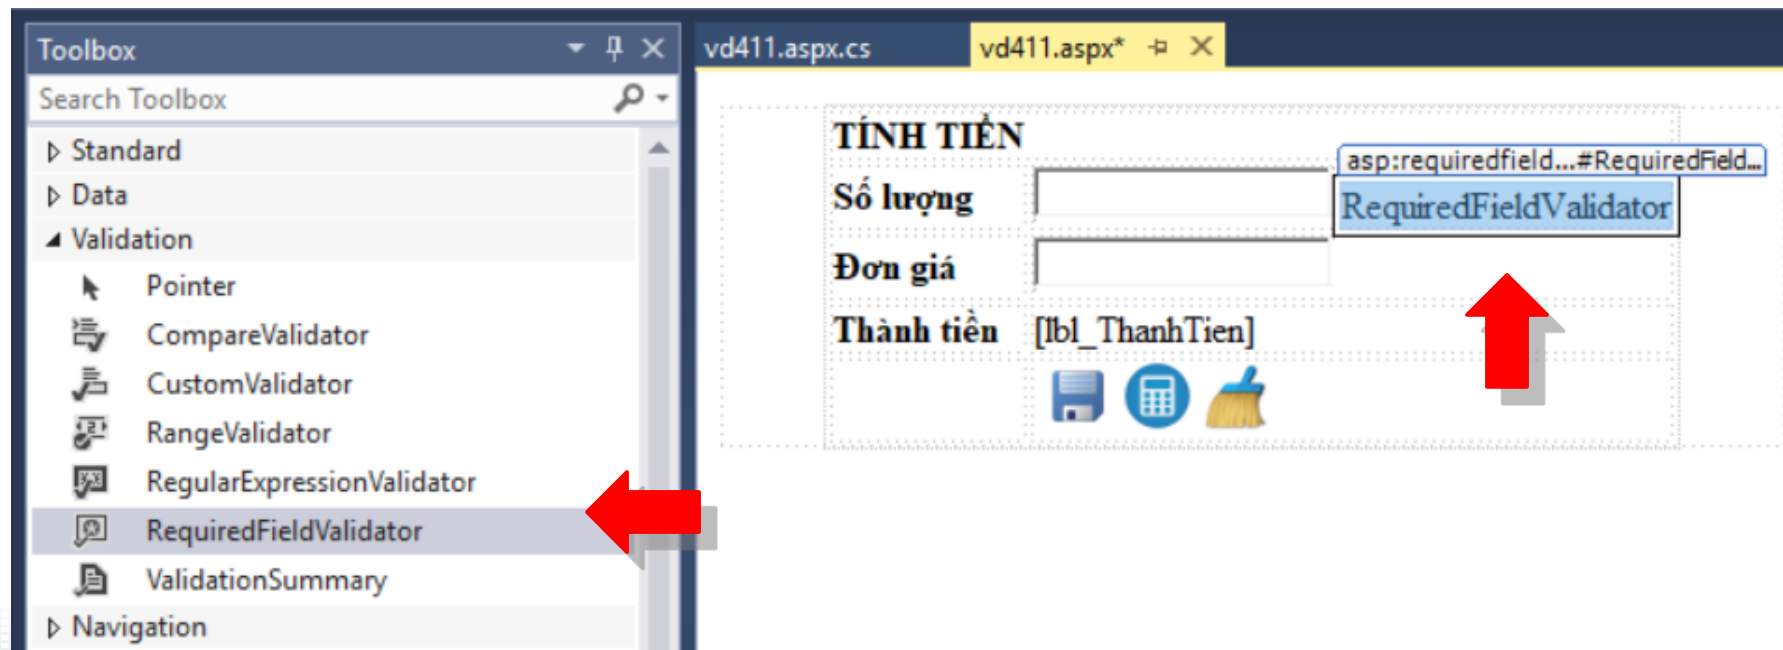 Toolbox
Search Toolbox
Standard
Data
Validation
Pointer
CompareValidator
CustomValidator
RangeValidator
RegularExpressionValidator
RequiredFieldValidator
ValidationSummary
Navigation
vd411.aspx.cs
vd411.aspx*
TÍNH TIỀN
asp:requiredfield...#RequiredField...
Số lượng
RequiredFieldValidator
Đơn giá
Thành tiền [lbl_ThanhTien]